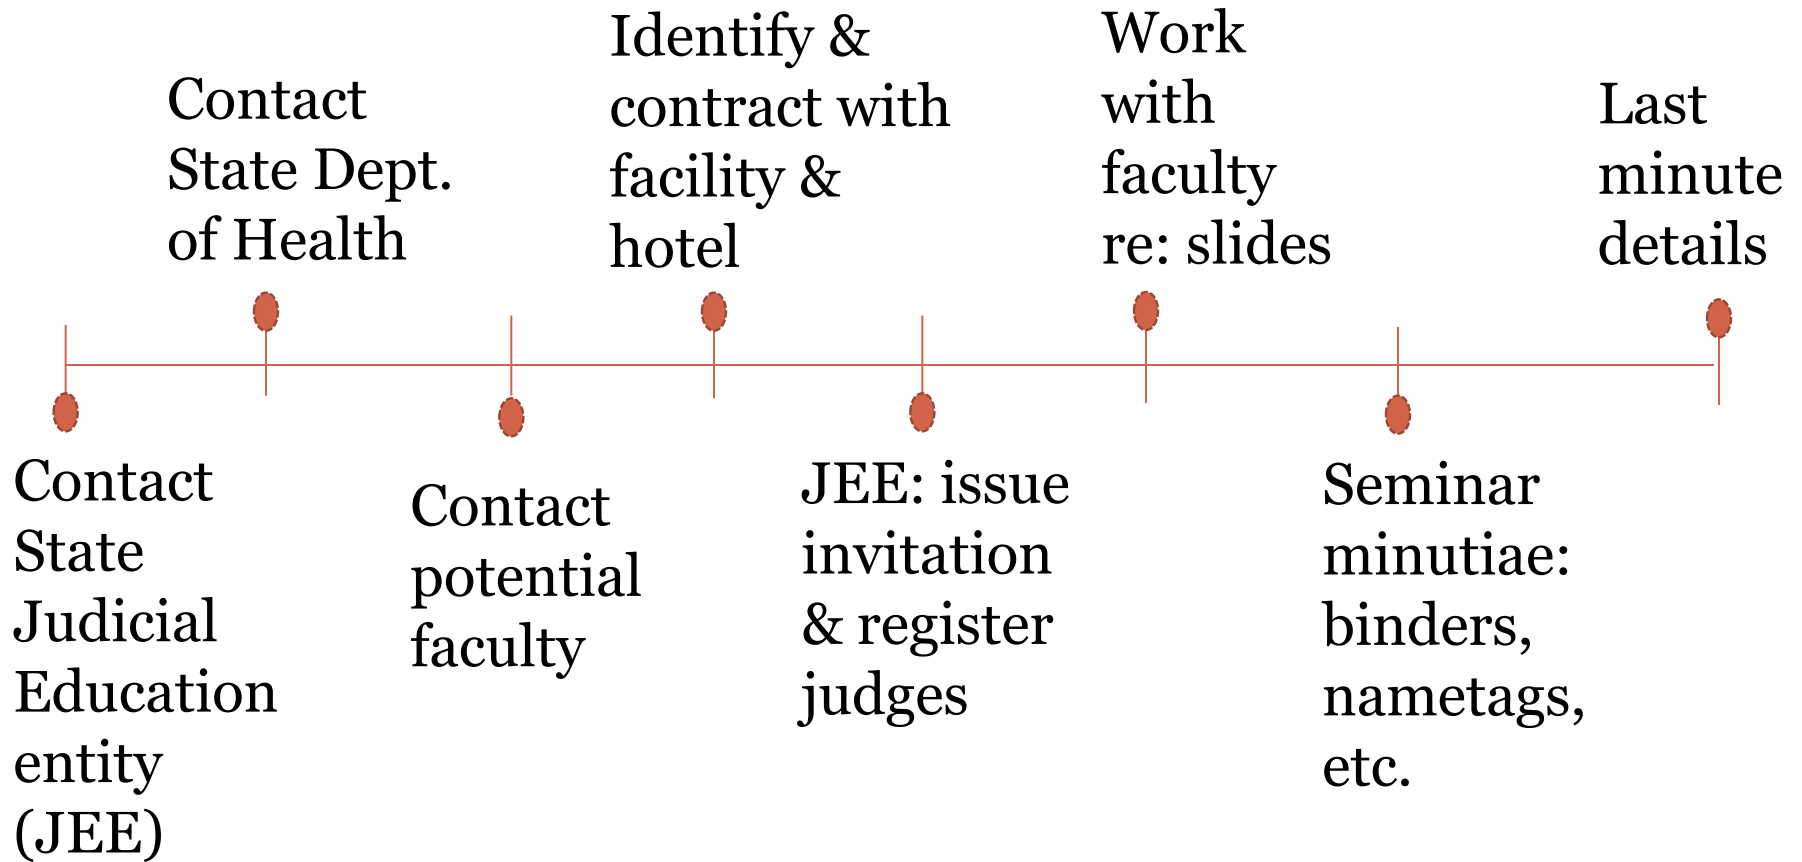 Contact
State
Judicial
Education
entity
(JEE)
Contact
State Dept.
of Health
Contact
potential
faculty
Identify &
contract with
facility &
hotel
JEE: issue
invitation
& register
judges
Work
with
faculty
re: slides
Seminar
minutiae:
binders,
nametags,
etc.
Last
minute
details